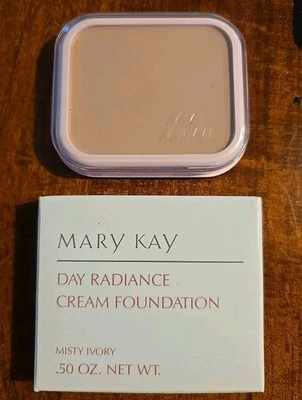 MARY KAY
DAY RADIANCE
CREAM FOUNDATION
MISTY IVORY
.50 OZ. NET WT.